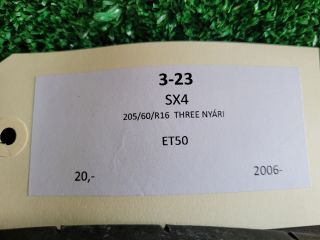 3-23
SX4
205/60/R16 THREE NYÁRI
ET50
20,- 2006-